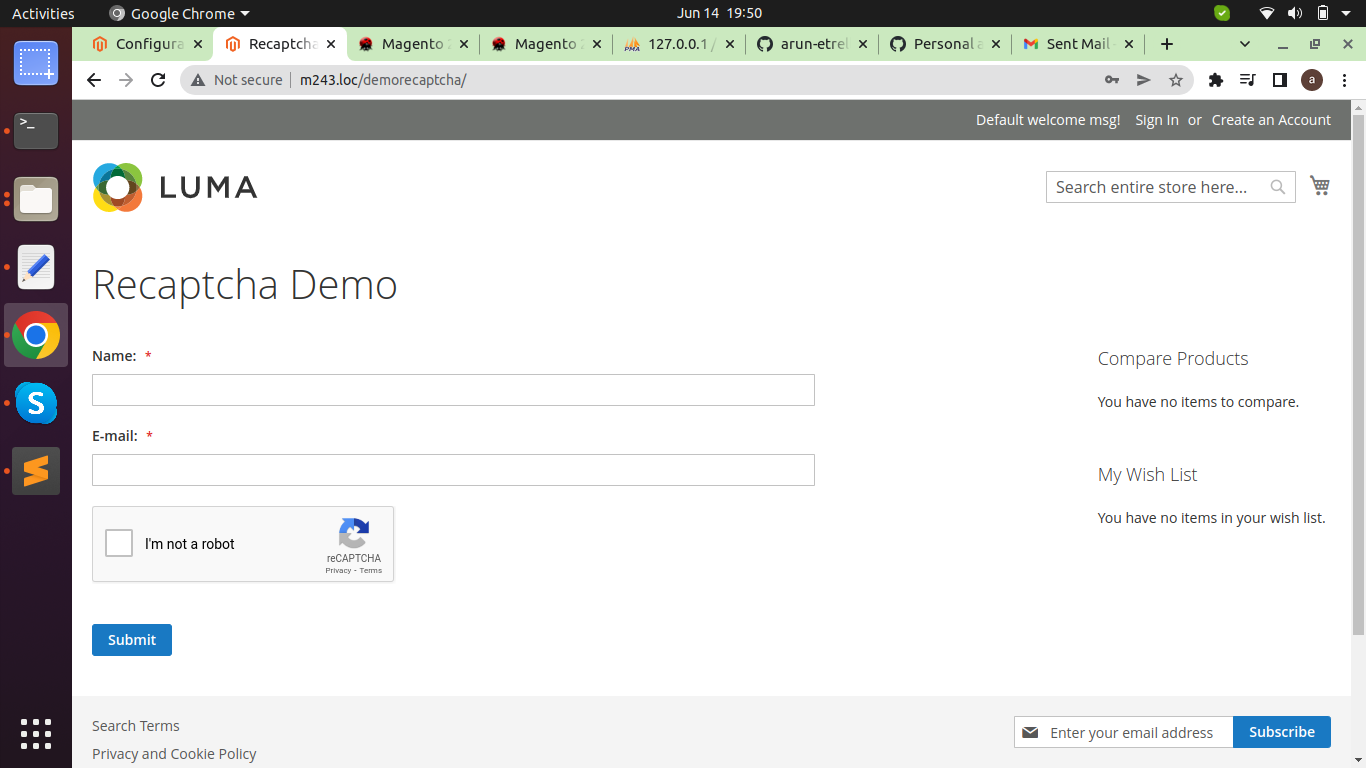 Activities Google Chrome Jun 14 19:50
Configura Recaptcha Magento 2 Magento 2 127.0.0.1 / arun-etrel Personal a Sent Mail -
Not secure m243.loc/demorecaptcha/ a
Default welcome msg! Sign In or Create an Account
LUMA
Search entire store here...
Recaptcha Demo
Name: *
E-mail: *
I'm not a robot
reCAPTCHA
Privacy - Terms
Submit
Compare Products
You have no items to compare.
My Wish List
You have no items in your wish list.
Search Terms
Privacy and Cookie Policy
Enter your email address Subscribe